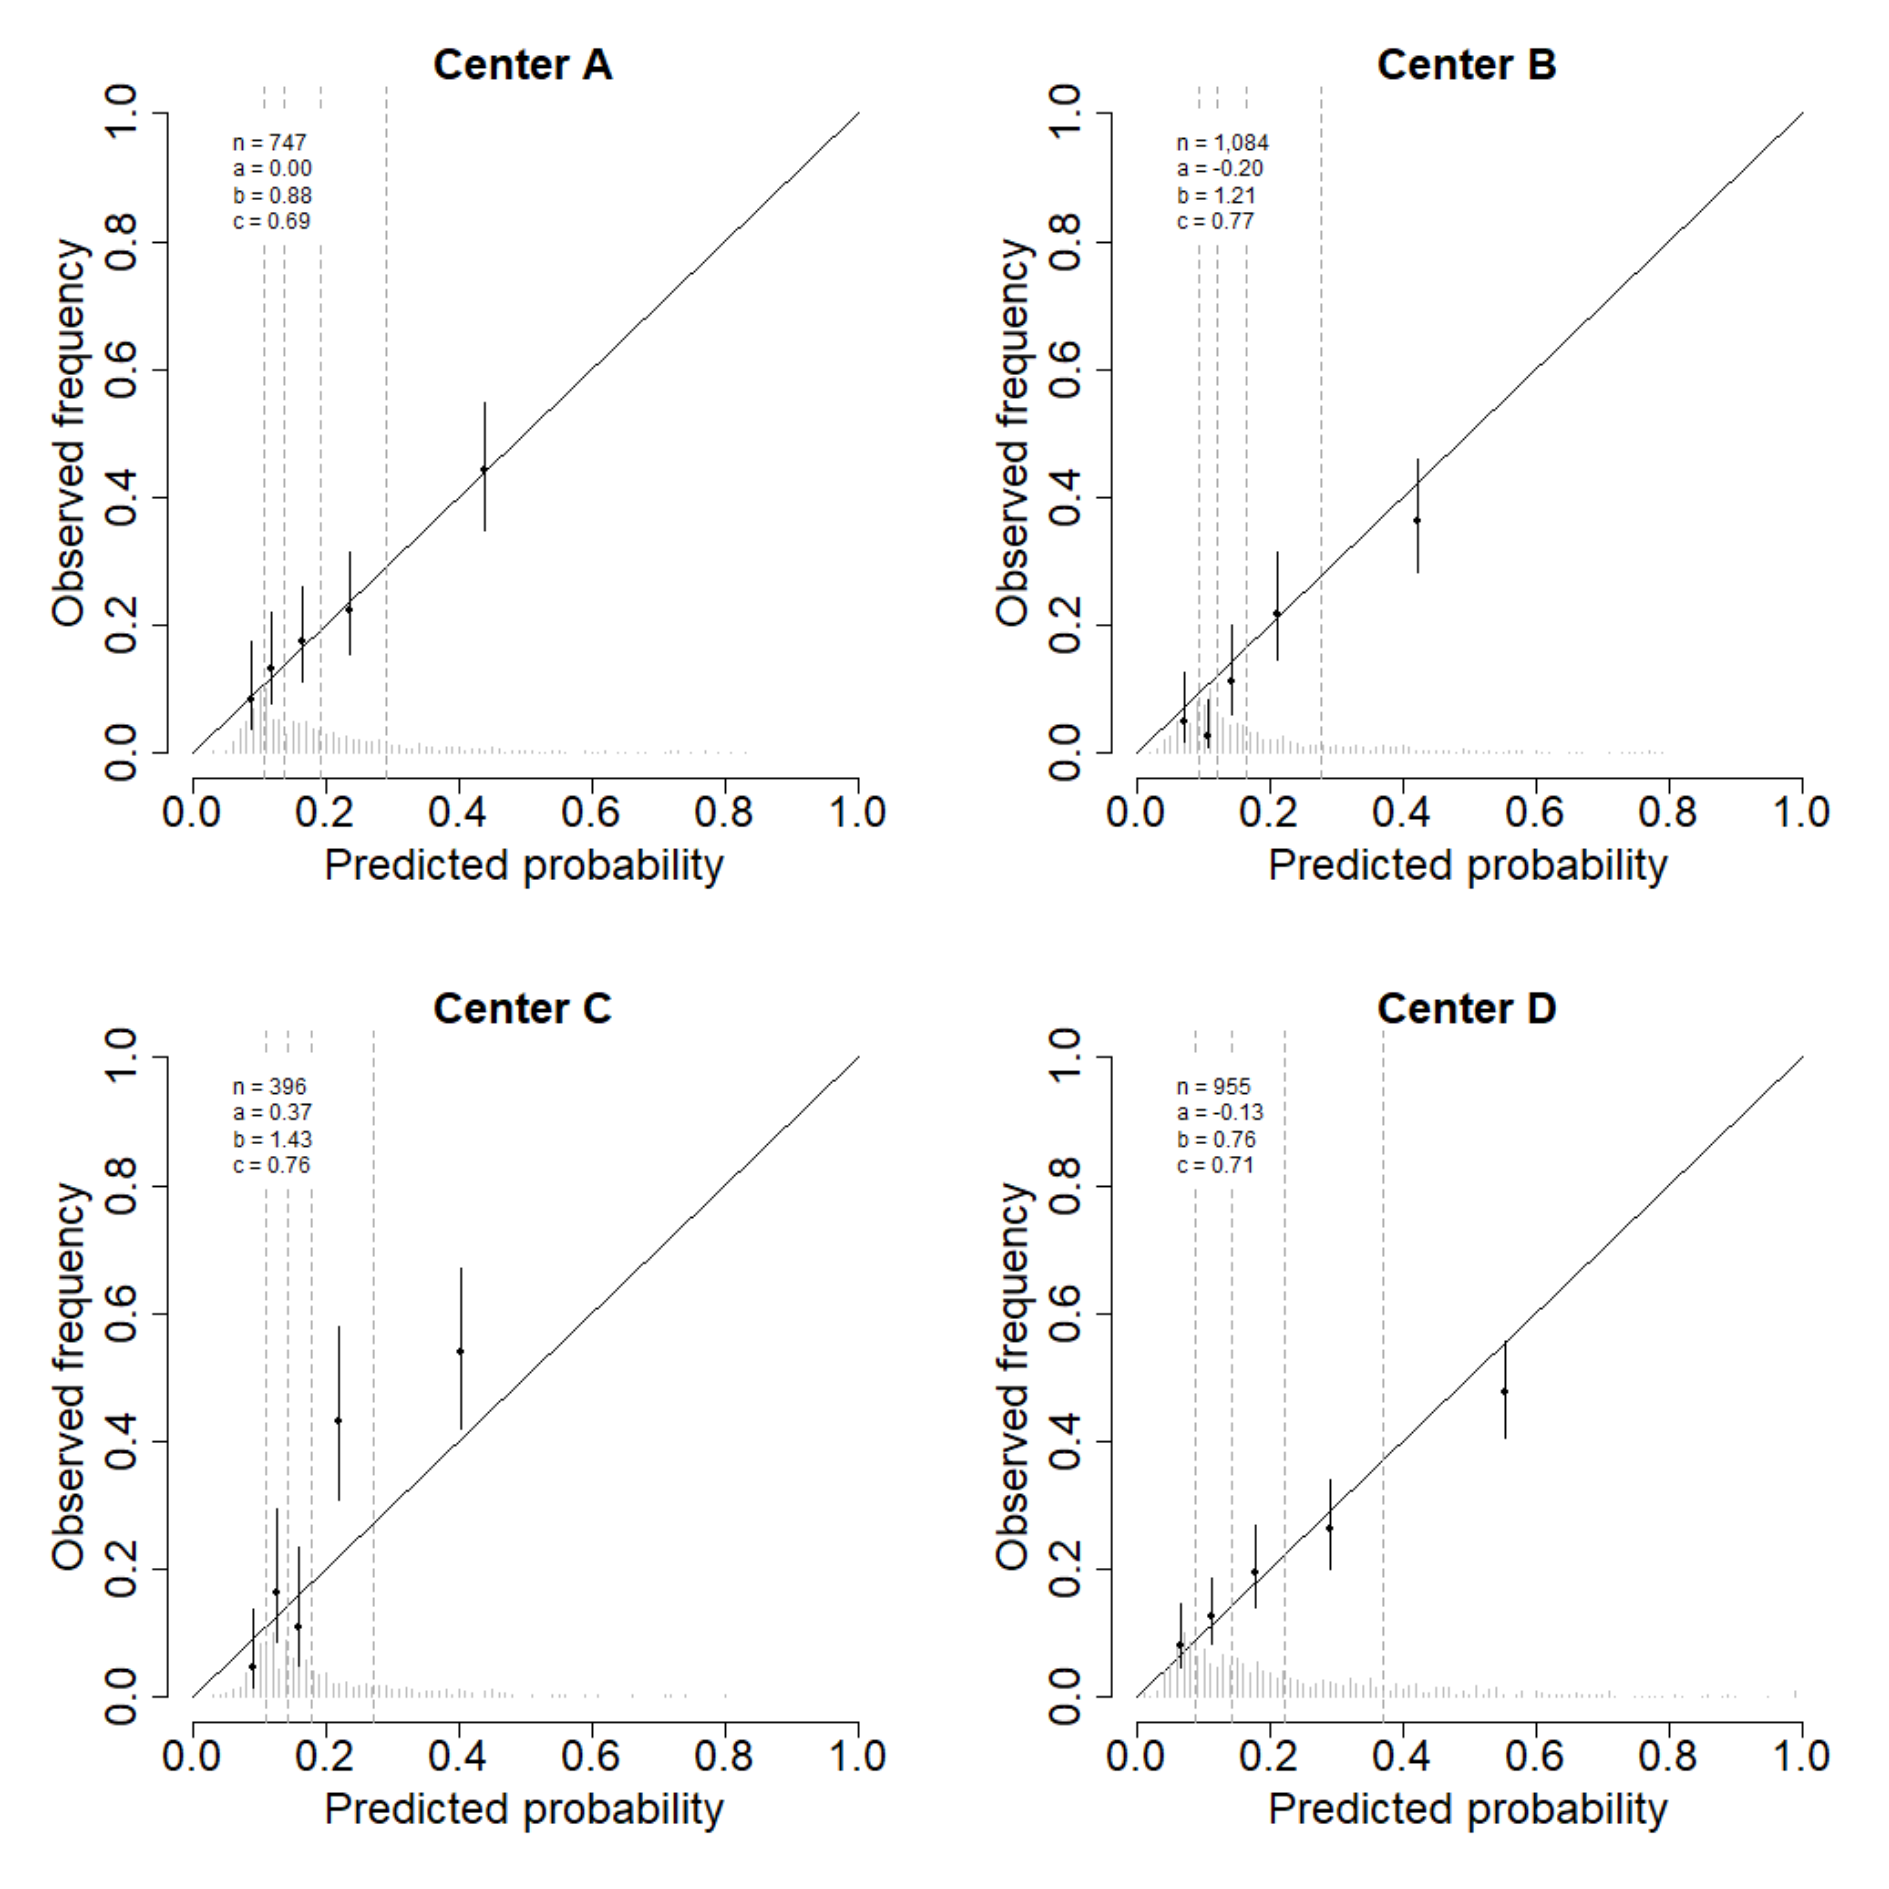 Center A
n = 747
a = 0.00
b = 0.88
c = 0.69
Observed frequency
0.0 0.2 0.4 0.6 0.8 1.0
0.0 0.2 0.4 0.6 0.8 1.0
Predicted probability
Center B
n = 1,084
a = -0.20
b = 1.21
c = 0.77
Observed frequency
0.0 0.2 0.4 0.6 0.8 1.0
0.0 0.2 0.4 0.6 0.8 1.0
Predicted probability
Center C
n = 396
a = 0.37
b = 1.43
c = 0.76
Observed frequency
0.0 0.2 0.4 0.6 0.8 1.0
0.0 0.2 0.4 0.6 0.8 1.0
Predicted probability
Center D
n = 955
a = -0.13
b = 0.76
c = 0.71
Observed frequency
0.0 0.2 0.4 0.6 0.8 1.0
0.0 0.2 0.4 0.6 0.8 1.0
Predicted probability